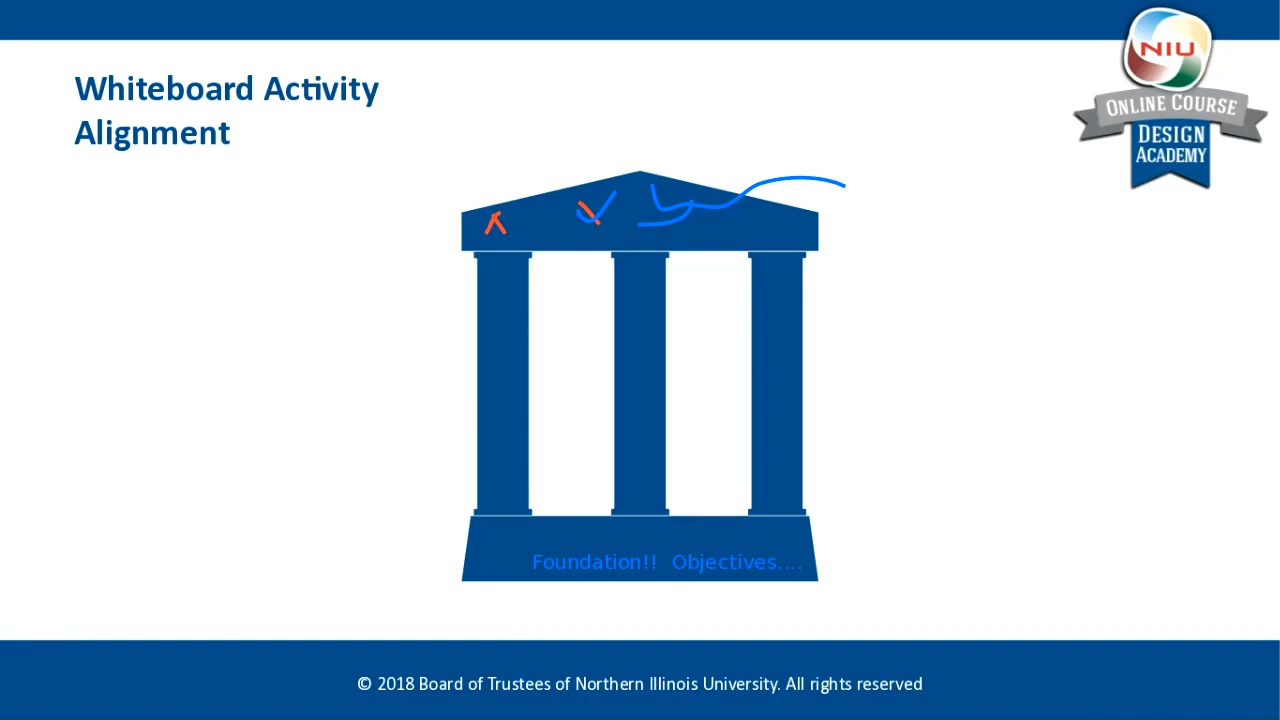 Whiteboard Activity
Alignment
NIU
ONLINE COURSE
DESIGN
ACADEMY
Foundation!! Objectives....
© 2018 Board of Trustees of Northern Illinois University. All rights reserved